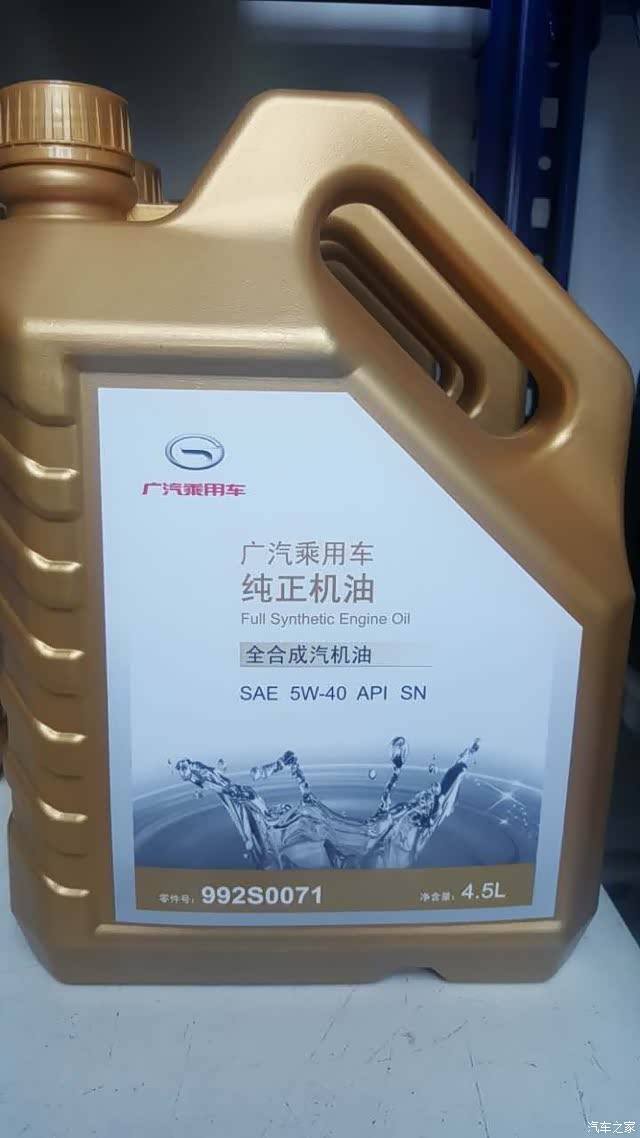 广汽乘用车
广汽乘用车
纯正机油
Full Synthetic Engine Oil
全合成汽机油
SAE 5W-40 API SN
零件号: 992S0071
净含量: 4.5L
汽车之家